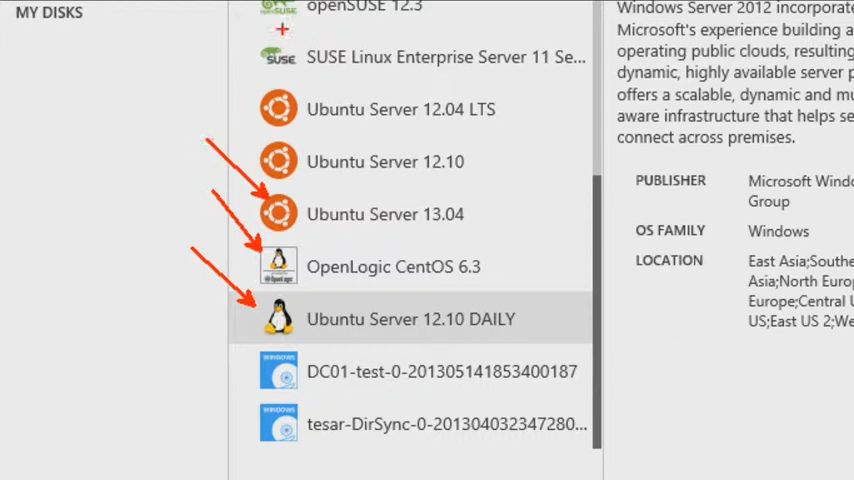 MY DISKS
openSUSE 12.3
SUSE Linux Enterprise Server 11 Se...
Ubuntu Server 12.04 LTS
Ubuntu Server 12.10
Ubuntu Server 13.04
OpenLogic CentOS 6.3
Ubuntu Server 12.10 DAILY
WINDOWS
DC01-test-0-201305141853400187
WINDOWS
tesar-DirSync-0-201304032347280...
Windows Server 2012 incorporate
Microsoft's experience building a
operating public clouds, resulting
dynamic, highly available server p
offers a scalable, dynamic and mu
aware infrastructure that helps se
connect across premises.
PUBLISHER
Microsoft Windo
Group
OS FAMILY
Windows
LOCATION
East Asia;Southe
Asia;North Europ
Europe;Central U
US;East US 2;We